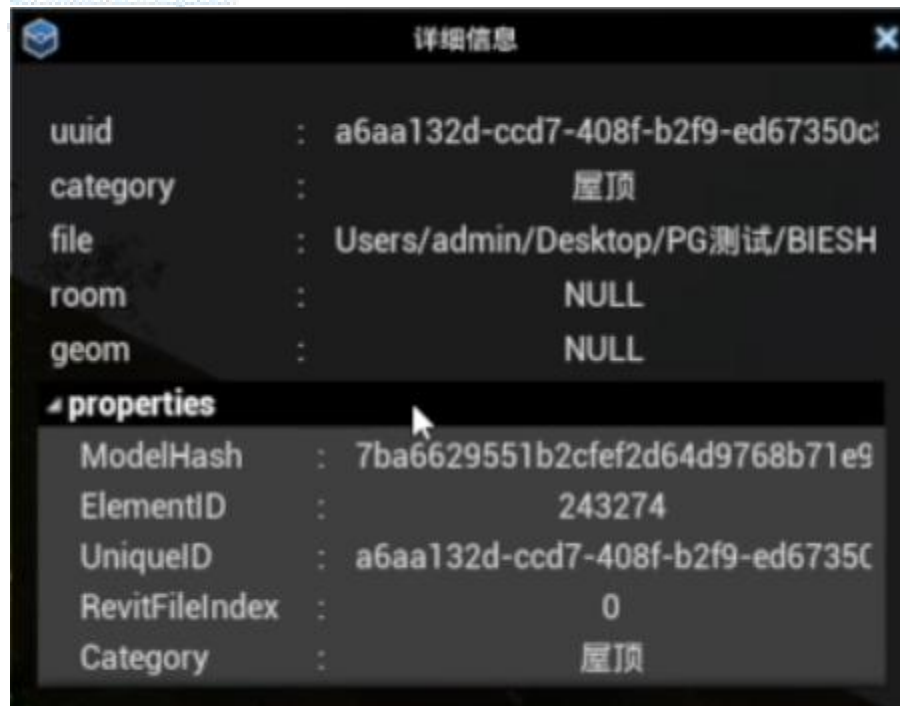 详细信息
uuid : a6aa132d-ccd7-408f-b2f9-ed67350c
category : 屋顶
file : Users/admin/Desktop/PG测试/BIESH
room : NULL
geom : NULL
properties
ModelHash : 7ba6629551b2cfef2d64d9768b71e9
ElementID : 243274
UniqueID : a6aa132d-ccd7-408f-b2f9-ed6735
RevitFileIndex : 0
Category : 屋顶